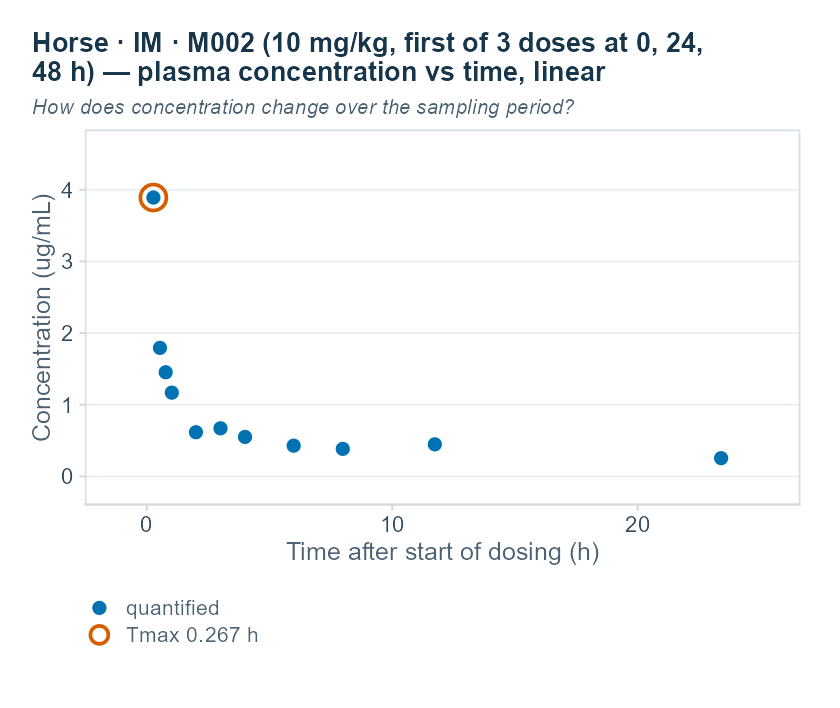 Horse · IM · M002 (10 mg/kg, first of 3 doses at 0, 24,
48 h) — plasma concentration vs time, linear
How does concentration change over the sampling period?
Concentration (ug/mL)
4
3
2
1
0
0 10 20
Time after start of dosing (h)
quantified
Tmax 0.267 h